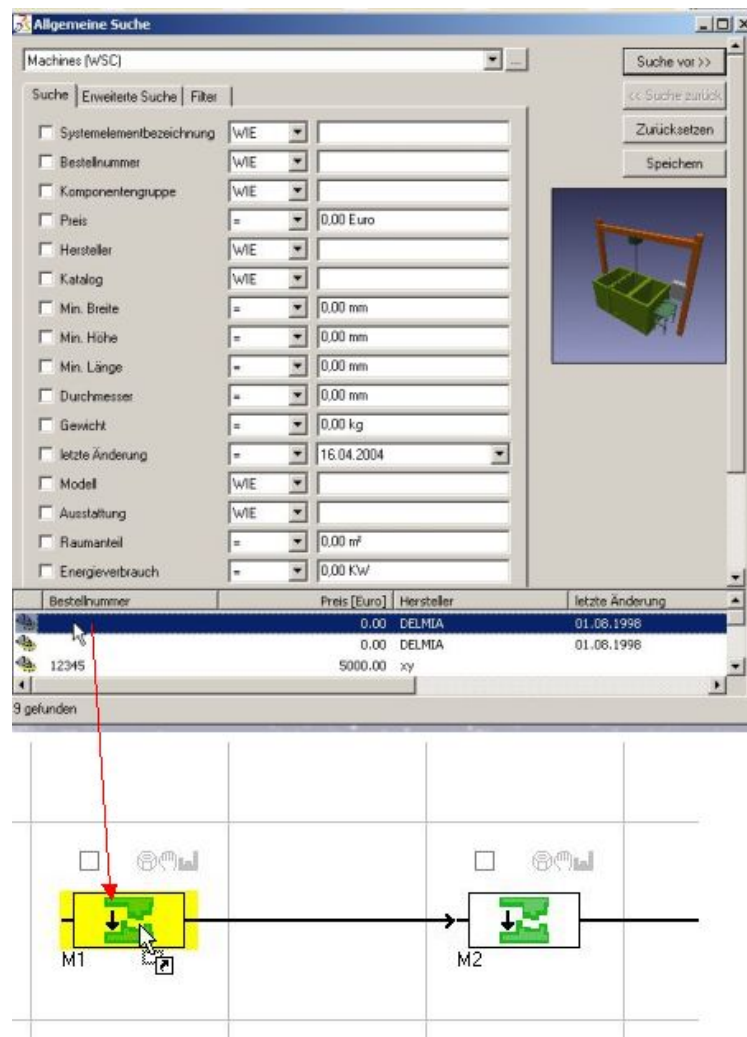 Allgemeine Suche
Machines (WSC)
...
Suche vor >>
<< Suche zurück
Zurücksetzen
Speichern
Suche Erweiterte Suche Filter
Systemelementbezeichnung WIE
Bestellnummer WIE
Komponentengruppe WIE
Preis = 0,00 Euro
Hersteller WIE
Katalog WIE
Min. Breite = 0,00 mm
Min. Höhe = 0,00 mm
Min. Länge = 0,00 mm
Durchmesser = 0,00 mm
Gewicht = 0,00 kg
letzte Änderung = 16.04.2004
Modell WIE
Ausstattung WIE
Raumanteil = 0,00 m²
Energieverbrauch = 0,00 KW
Bestellnummer Preis [Euro] Hersteller letzte Änderung
0.00 DELMIA 01.08.1998
0.00 DELMIA 01.08.1998
12345 5000.00 xy
9 gefunden
M1 M2